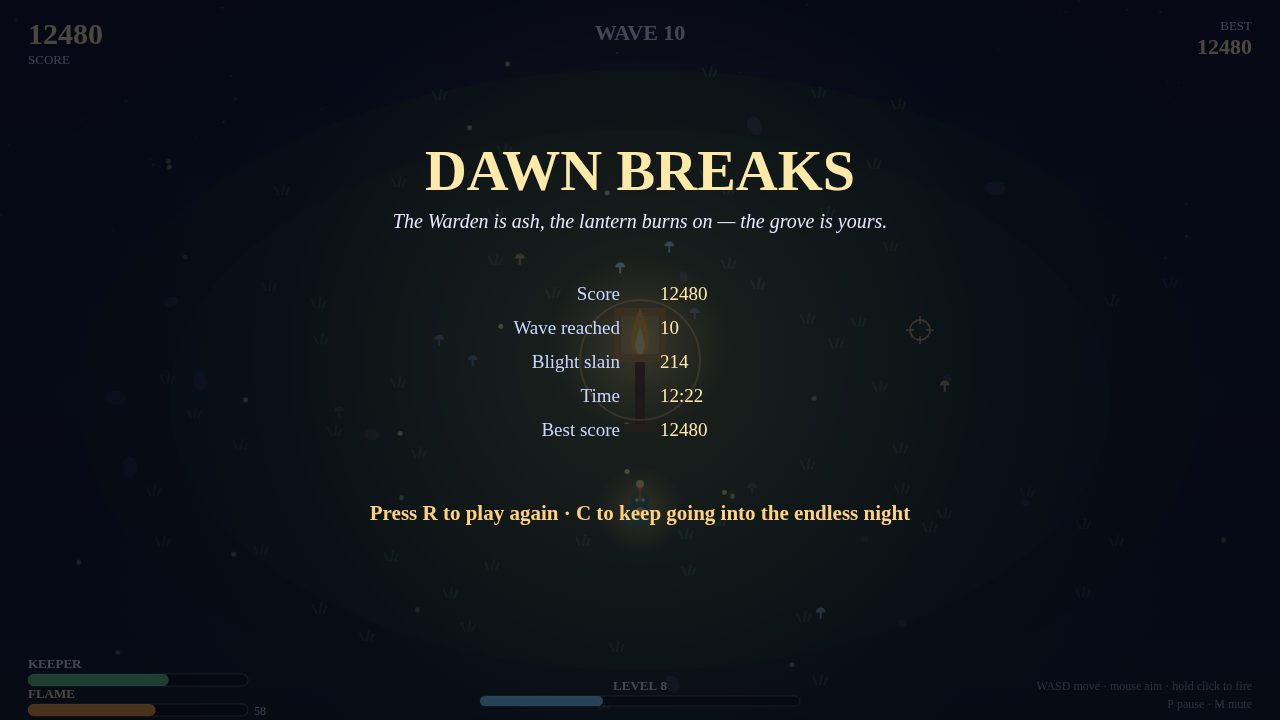 12480
SCORE
WAVE 10
BEST
12480
DAWN BREAKS
The Warden is ash, the lantern burns on — the grove is yours.
Score 12480
Wave reached 10
Blight slain 214
Time 12:22
Best score 12480
Press R to play again · C to keep going into the endless night
KEEPER
FLAME
58
LEVEL 8
WASD move · mouse aim · hold click to fire
P pause · M mute